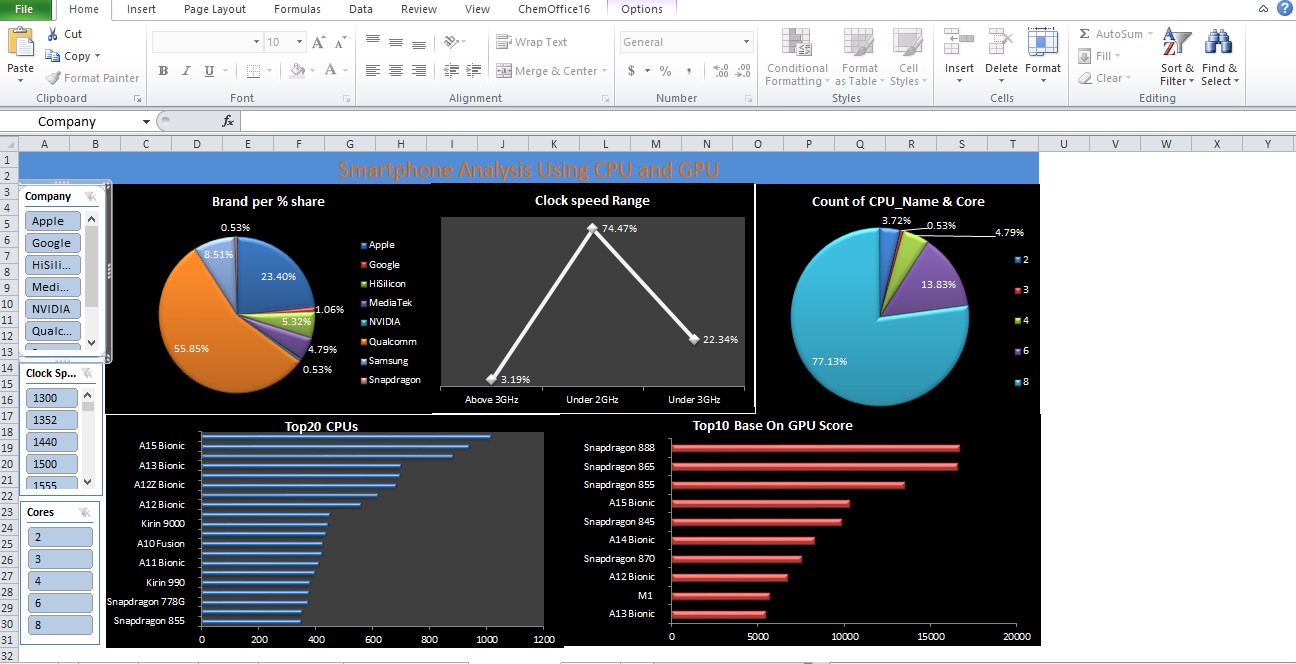 File Home Insert Page Layout Formulas Data Review View ChemOffice16 Options
Cut
Copy
Format Painter
Paste
Clipboard
10
B I U
Font
Wrap Text
Merge & Center
Alignment
General
$ % ,
Number
Conditional Formatting
Format as Table
Cell Styles
Styles
Insert Delete Format
Cells
AutoSum
Fill
Clear
Sort & Filter
Find & Select
Editing
Company fx
A B C D E F G H I J K L M N O P Q R S T U V W X Y
1
2
3
4
5
6
7
8
9
10
11
12
13
14
15
16
17
18
19
20
21
22
23
24
25
26
27
28
29
30
31
32
Smartphone Analysis Using CPU and GPU
Company
Apple
Google
HiSili...
Medi...
NVIDIA
Qualc...
Clock Sp...
1300
1352
1440
1500
1555
Cores
2
3
4
6
8
Brand per % share
0.53%
8.51%
23.40%
1.06%
5.32%
4.79%
0.53%
55.85%
Apple
Google
HiSilicon
MediaTek
NVIDIA
Qualcomm
Samsung
Snapdragon
Clock speed Range
74.47%
22.34%
3.19%
Above 3GHz Under 2GHz Under 3GHz
Count of CPU_Name & Core
3.72%
0.53%
4.79%
13.83%
77.13%
2
3
4
6
8
Top20 CPUs
A15 Bionic
A13 Bionic
A12Z Bionic
A12 Bionic
Kirin 9000
A10 Fusion
A11 Bionic
Kirin 990
Snapdragon 778G
Snapdragon 855
0 200 400 600 800 1000 1200
Top10 Base On GPU Score
Snapdragon 888
Snapdragon 865
Snapdragon 855
A15 Bionic
Snapdragon 845
A14 Bionic
Snapdragon 870
A12 Bionic
M1
A13 Bionic
0 5000 10000 15000 20000